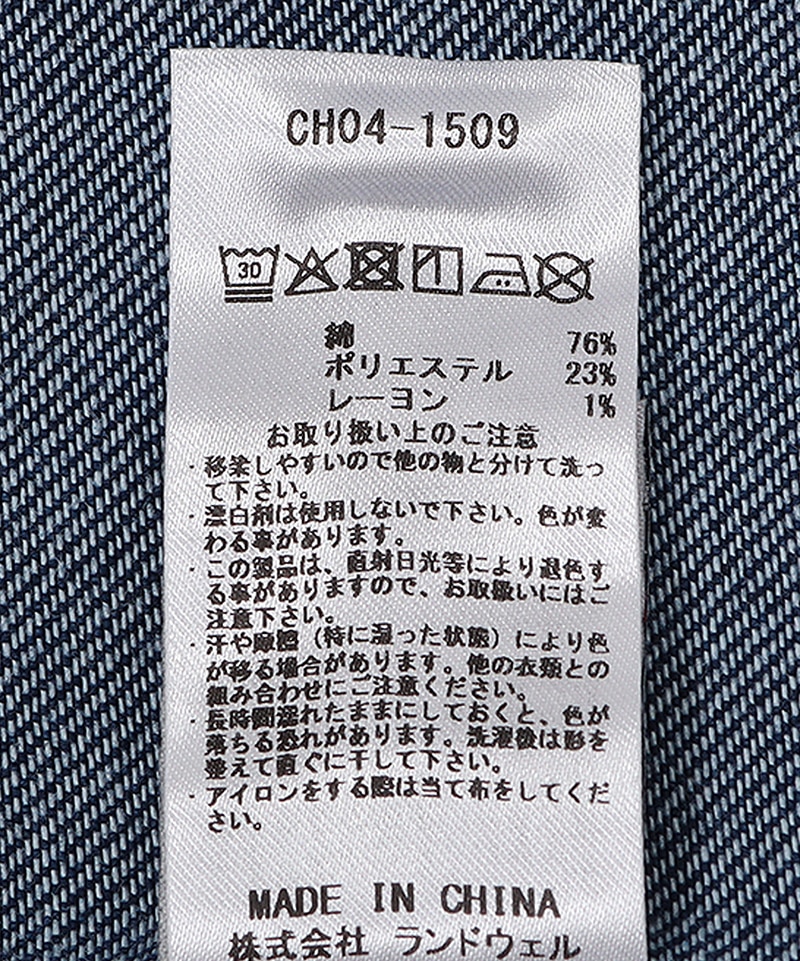 CH04-1509
30
綿 76%
ポリエステル 23%
レーヨン 1%
お取り扱い上のご注意
・移染しやすいので他の物と分けて洗っ
て下さい。
・漂白剤は使用しないで下さい。色が変
わる事があります。
・この製品は、直射日光等により退色す
る事がありますので、お取扱いにはご
注意下さい。
・汗や摩擦（特に湿った状態）により色
が移る場合があります。他の衣類との
組み合わせにご注意ください。
・長時間濡れたままにしておくと、色が
落ちる恐れがあります。洗濯後は形を
整えて直ぐに干して下さい。
・アイロンをする際は当て布をしてくだ
さい。
MADE IN CHINA
株式会社 ランドウェル